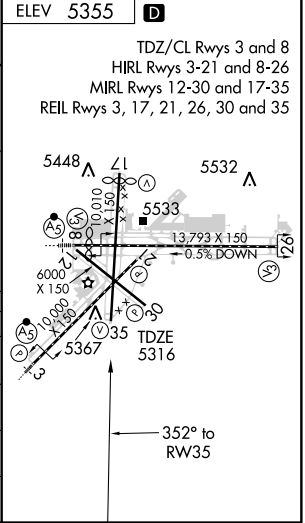 ELEV 5355 D
TDZ/CL Rwys 3 and 8
HIRL Rwys 3-21 and 8-26
MIRL Rwys 12-30 and 17-35
REIL Rwys 3, 17, 21, 26, 30 and 35
5448
17
5532
V
5533
A5
V3
8
10,010
X 150
13,793 X 150
0.5% DOWN
26
V3
12
21
P
6000
X 150
A5
10,000
X 150
P
V
35
P
30
5367
3
TDZE
5316
352° to
RW35